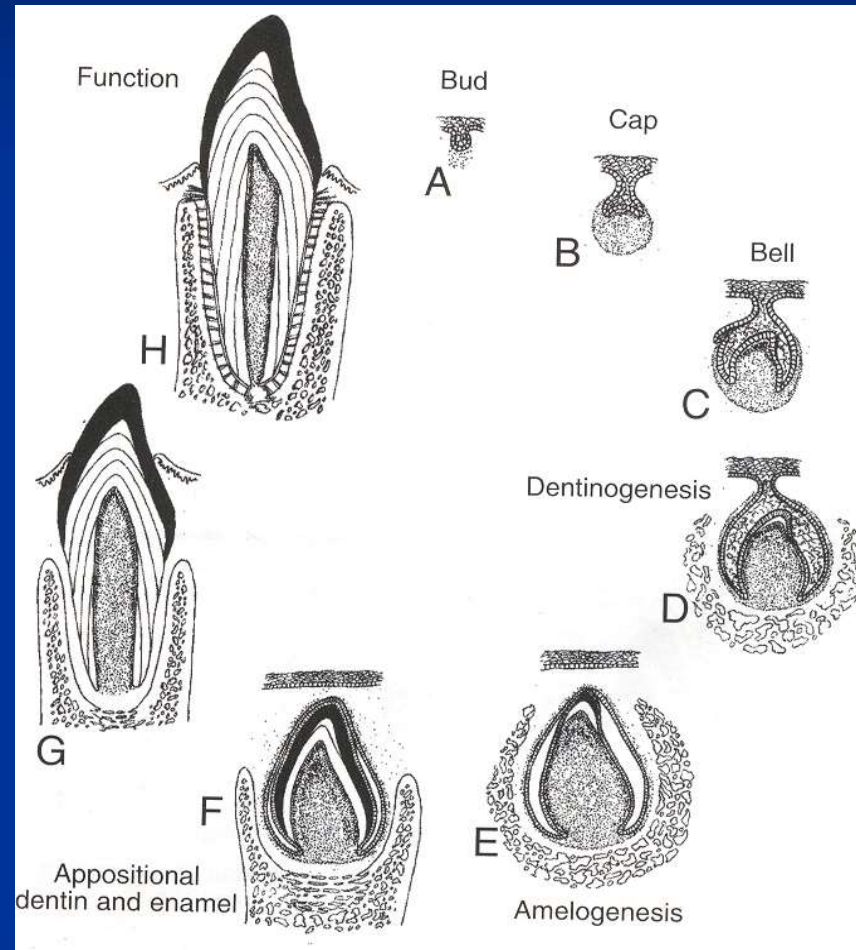 Function
Bud
A
Cap
B
Bell
C
Dentinogenesis
D
E
Amelogenesis
F
Appositional
dentin and enamel
G
H